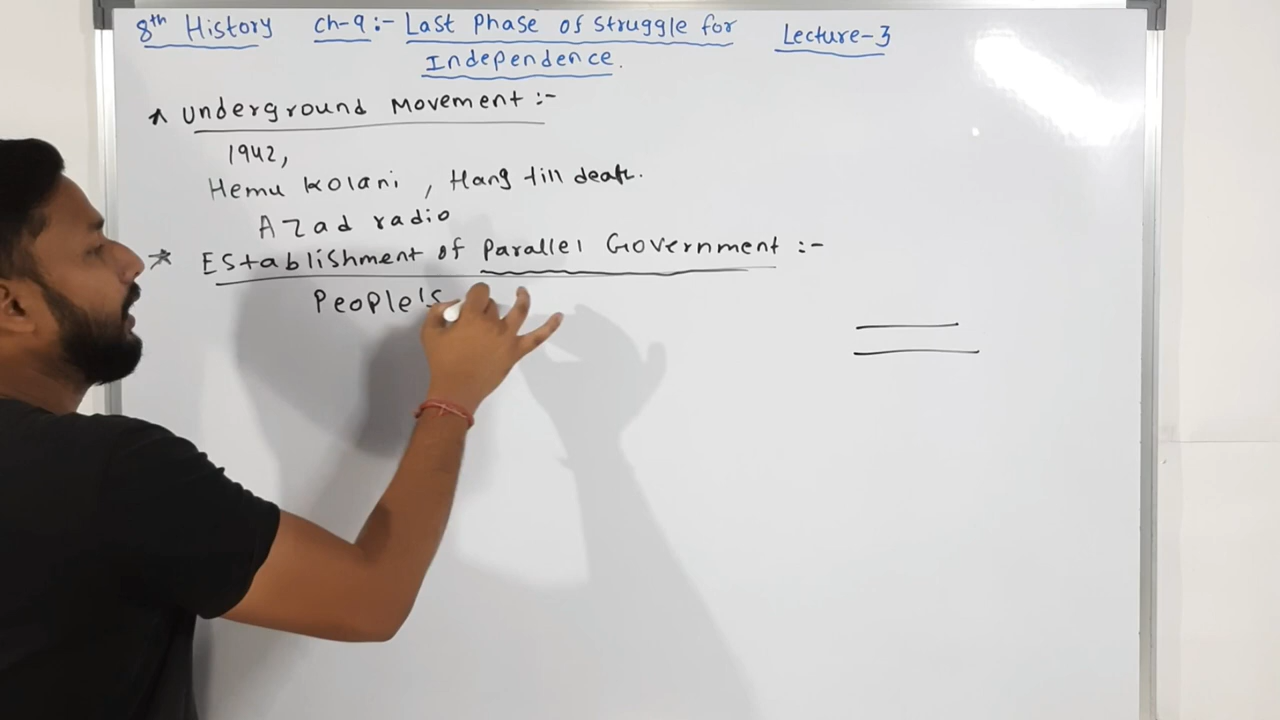 8th History ch-9:- Last Phase of Struggle for Independence. Lecture-3
* Underground Movement :-
1942,
Hemu Kolani, Hang till death.
Azad radio
* Establishment of Parallel Government :-
People's